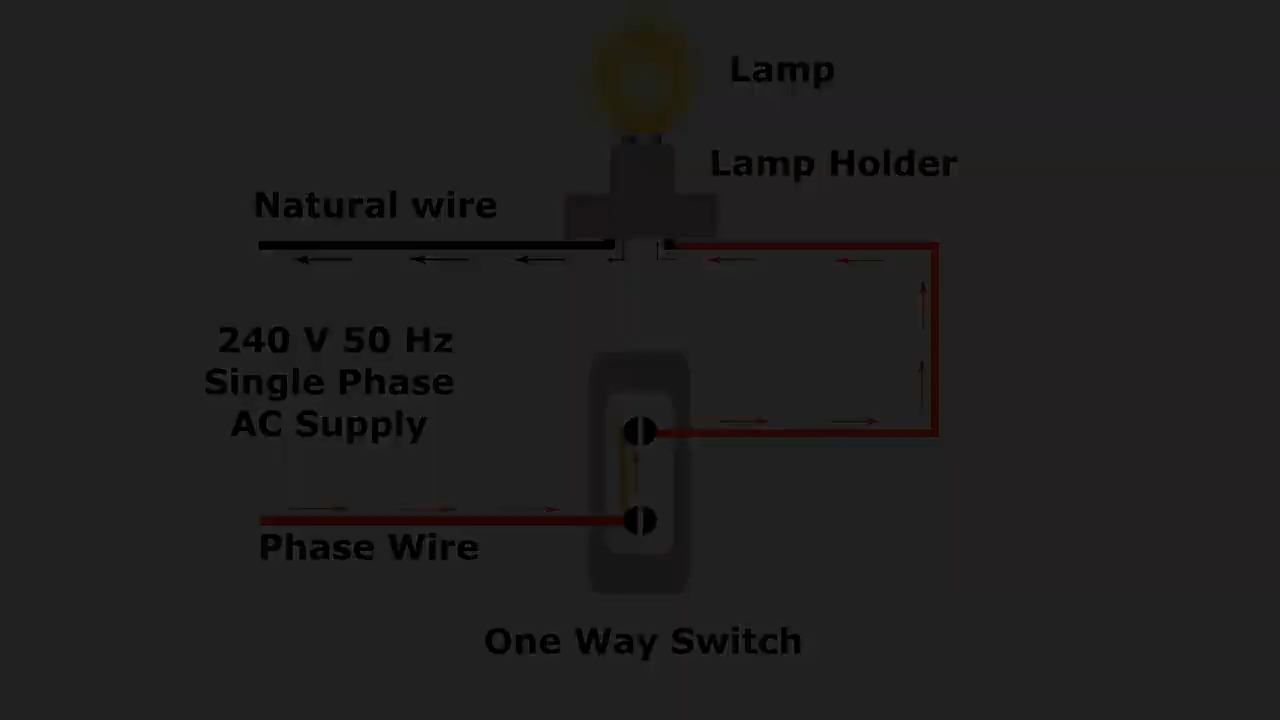 Lamp
Lamp Holder
Natural wire
240 V 50 Hz
Single Phase
AC Supply
Phase Wire
One Way Switch